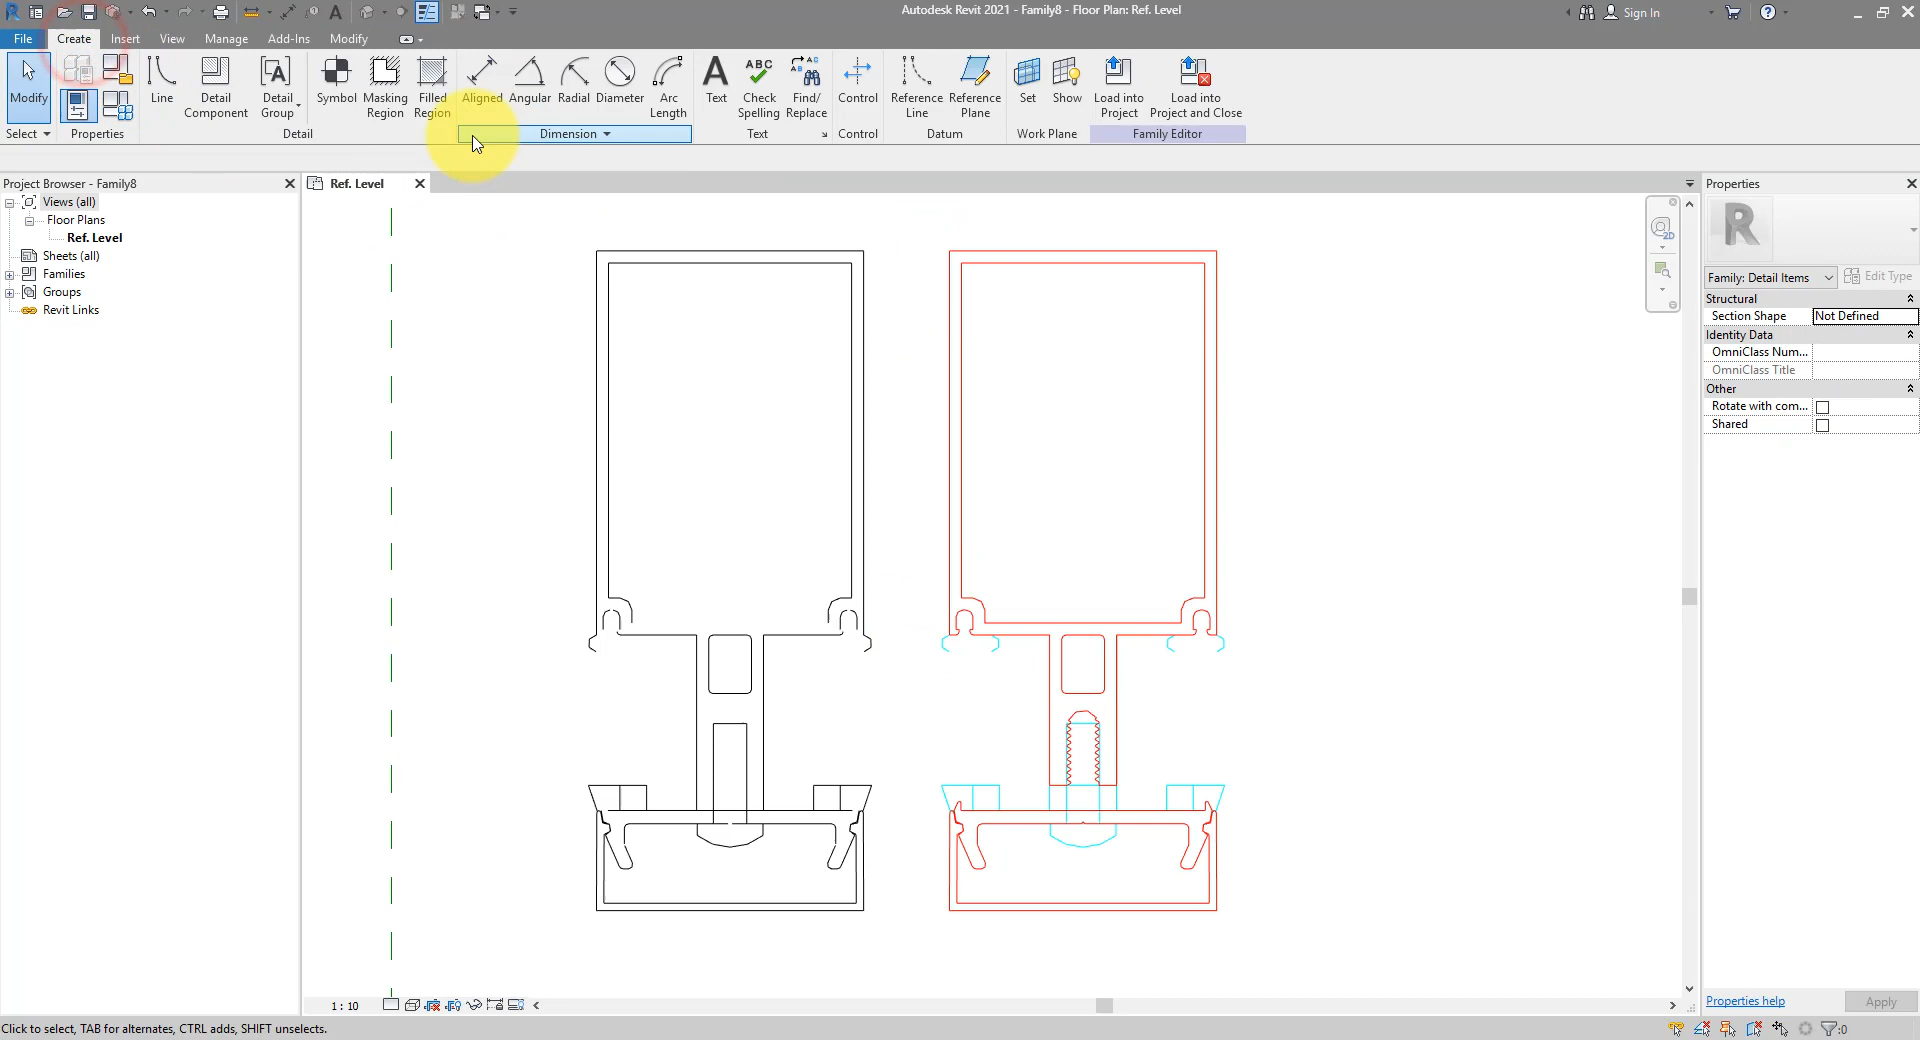 Autodesk Revit 2021 - Family8 - Floor Plan: Ref. Level
Sign In
File
Create
Insert
View
Manage
Add-Ins
Modify
Modify
Line
Detail Component
Detail Group
Symbol
Masking Region
Filled Region
Aligned
Angular
Radial
Diameter
Arc Length
Text
ABC
Check Spelling
Find/ Replace
Control
Reference Line
Reference Plane
Set
Show
Load into Project
Load into Project and Close
Select
Properties
Detail
Dimension
Text
Control
Datum
Work Plane
Family Editor
Project Browser - Family8
Views (all)
Floor Plans
Ref. Level
Sheets (all)
Families
Groups
Revit Links
Ref. Level
2D
Properties
R
Family: Detail Items
Edit Type
Structural
Section Shape
Not Defined
Identity Data
OmniClass Num...
OmniClass Title
Other
Rotate with com...
Shared
Properties help
Apply
1 : 10
Click to select, TAB for alternates, CTRL adds, SHIFT unselects.
:0